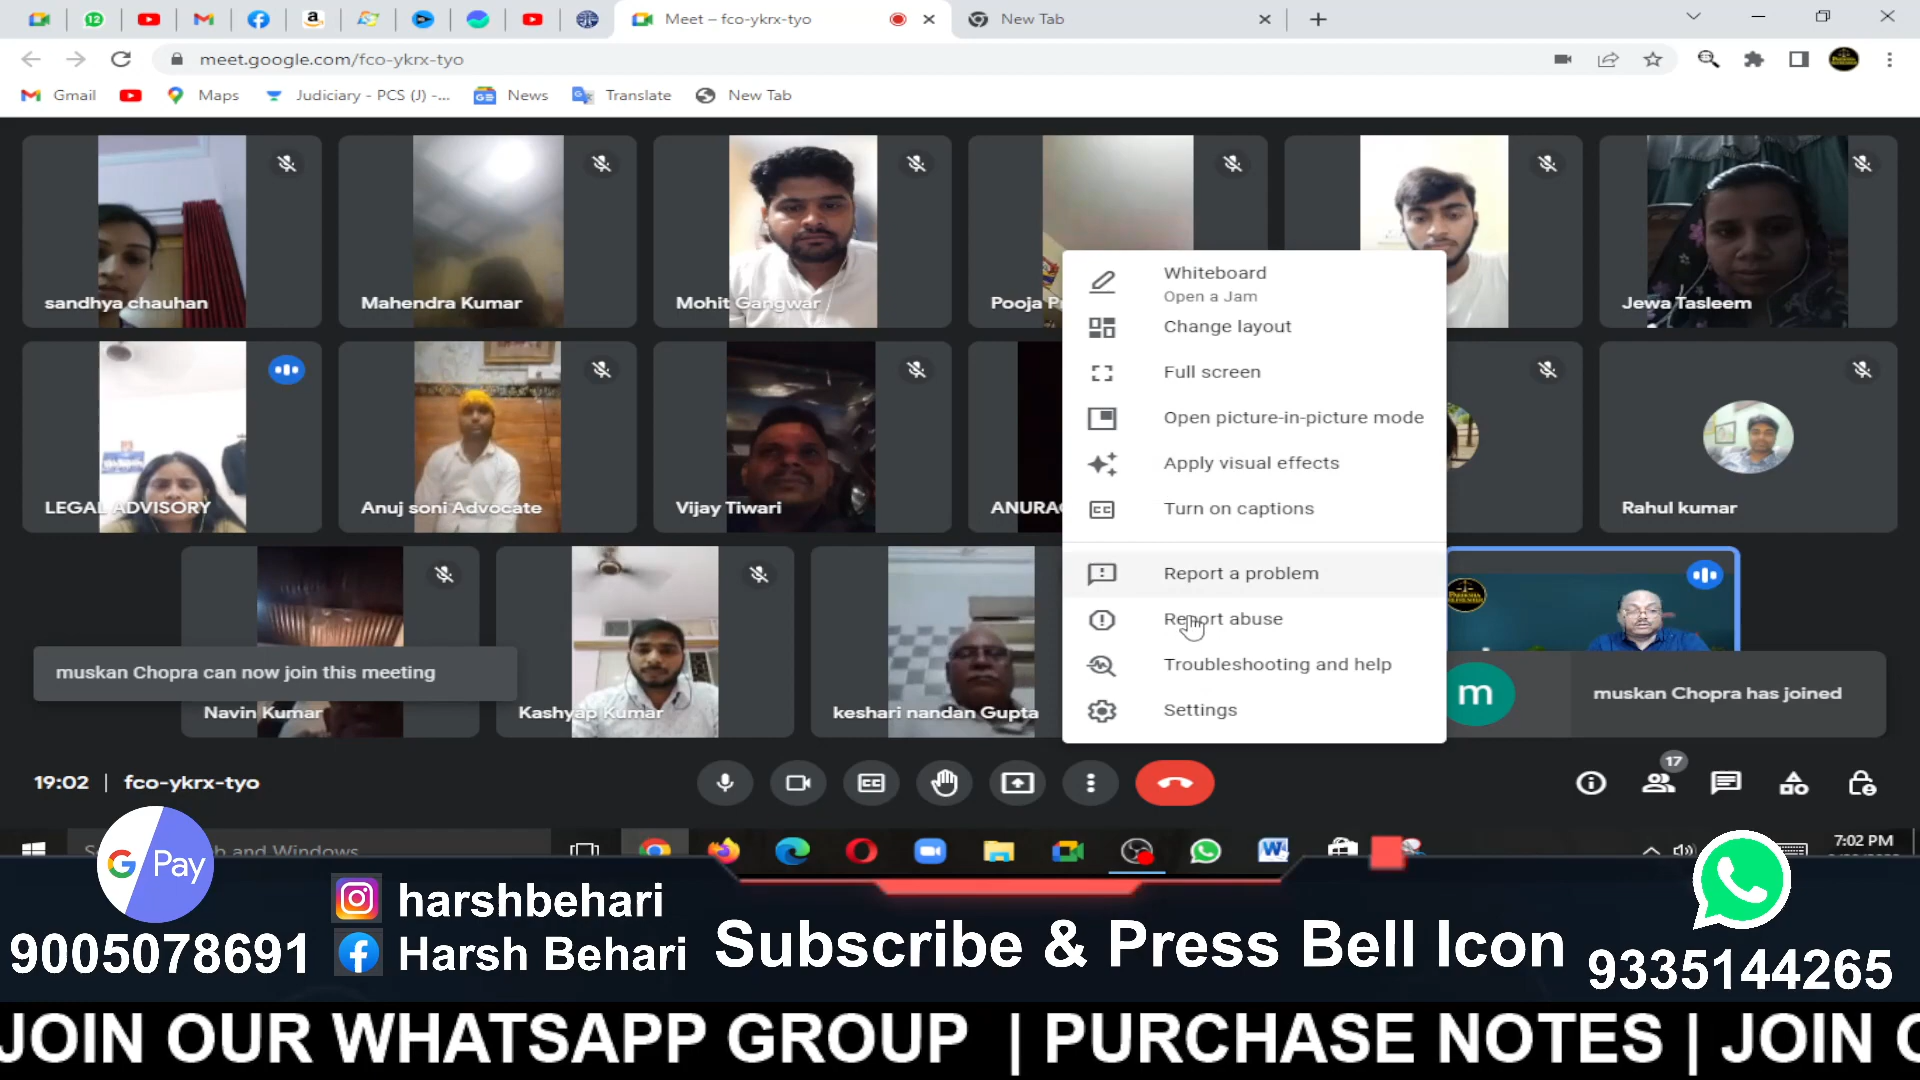 Meet – fco-ykrx-tyo
New Tab
meet.google.com/fco-ykrx-tyo
Gmail
Maps
Judiciary - PCS (J) -...
News
Translate
New Tab
sandhya chauhan
Mahendra Kumar
Mohit Gangwar
Pooja P
Jewa Tasleem
LEGAL ADVISORY
Anuj soni Advocate
Vijay Tiwari
ANURA
Rahul kumar
Whiteboard
Open a Jam
Change layout
Full screen
Open picture-in-picture mode
Apply visual effects
Turn on captions
Report a problem
Report abuse
Troubleshooting and help
Settings
muskan Chopra can now join this meeting
Navin Kumar
Kashyap Kumar
keshari nandan Gupta
m
muskan Chopra has joined
19:02 | fco-ykrx-tyo
17
b and Windows
7:02 PM
G Pay
9005078691
harshbehari
Harsh Behari
Subscribe & Press Bell Icon
9335144265
JOIN OUR WHATSAPP GROUP | PURCHASE NOTES | JOIN